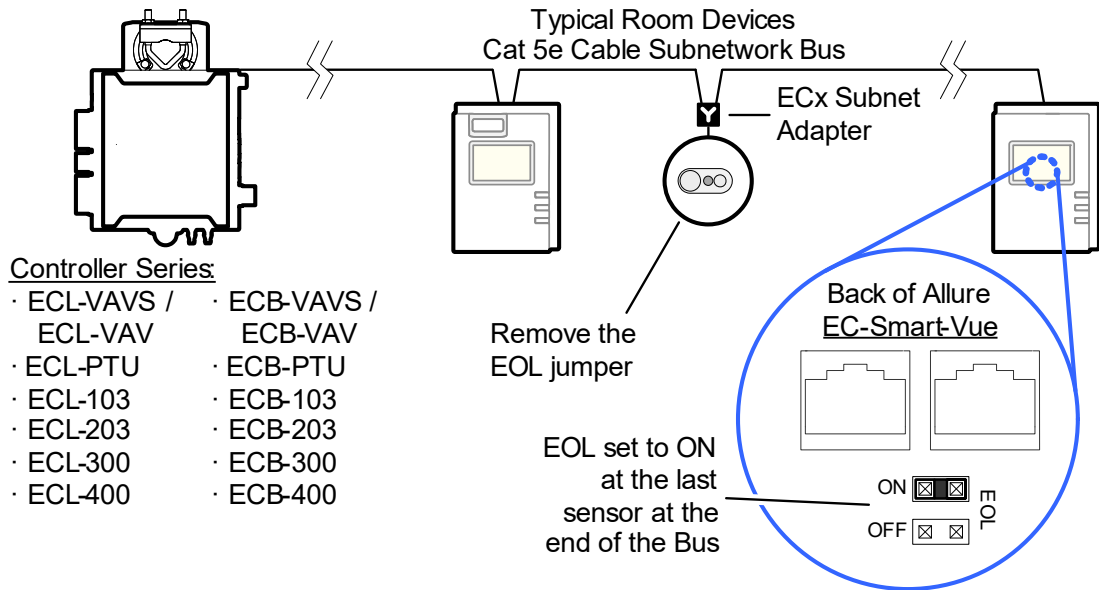 Typical Room Devices
Cat 5e Cable Subnetwork Bus
ECx Subnet
Adapter
Controller Series:
· ECL-VAVS /
ECL-VAV
· ECL-PTU
· ECL-103
· ECL-203
· ECL-300
· ECL-400
· ECB-VAVS /
ECB-VAV
· ECB-PTU
· ECB-103
· ECB-203
· ECB-300
· ECB-400
Remove the
EOL jumper
Back of Allure
EC-Smart-Vue
EOL set to ON
at the last
sensor at the
end of the Bus
ON
OFF
EOL